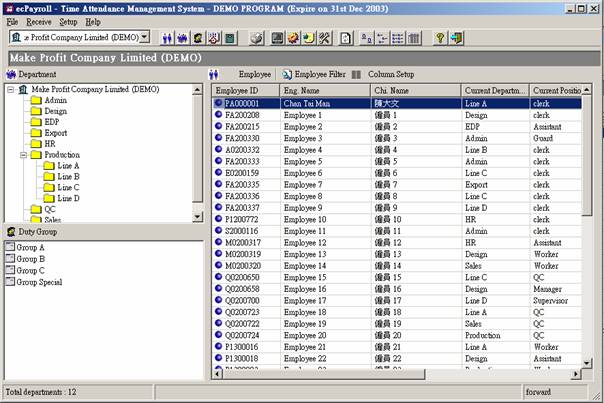 ecPayroll - Time Attendance Management System - DEMO PROGRAM (Expire on 31st Dec 2003)
File Receive Setup Help
Make Profit Company Limited (DEMO)
Make Profit Company Limited (DEMO)
Department
Make Profit Company Limited (DEMO)
Admin
Design
EDP
Export
HR
Production
Line A
Line B
Line C
Line D
QC
Sales
Duty Group
Group A
Group B
Group C
Group Special
Employee Employee Filter Column Setup
Employee ID Eng. Name Chi. Name Current Departm... Current Positio
PA000001 Chan Tai Man 陳大文 Line A clerk
FA200208 Employee 1 僱員 1 Design clerk
FA200215 Employee 2 僱員 2 EDP Assistant
FA200330 Employee 3 僱員 3 Admin Guard
A0200332 Employee 4 僱員 4 Line B clerk
FA200333 Employee 5 僱員 5 Admin clerk
E0200159 Employee 6 僱員 6 Line C clerk
FA200335 Employee 7 僱員 7 Export clerk
FA200336 Employee 8 僱員 8 Line C clerk
FA200337 Employee 9 僱員 9 Line D clerk
P1200772 Employee 10 僱員 10 HR clerk
S2000116 Employee 11 僱員 11 Admin clerk
M0200317 Employee 12 僱員 12 HR Assistant
M0200319 Employee 13 僱員 13 Design Worker
M0200320 Employee 14 僱員 14 Sales Worker
Q0200650 Employee 15 僱員 15 Line C QC
Q0200658 Employee 16 僱員 16 Design Manager
Q0200700 Employee 17 僱員 17 Line D Supervisor
Q0200723 Employee 18 僱員 18 Line A QC
Q0200722 Employee 19 僱員 19 Sales QC
Q0200724 Employee 20 僱員 20 Production QC
P1300016 Employee 21 僱員 21 Line A Worker
P1300018 Employee 22 僱員 22 Design Assistant
Total departments : 12 forward